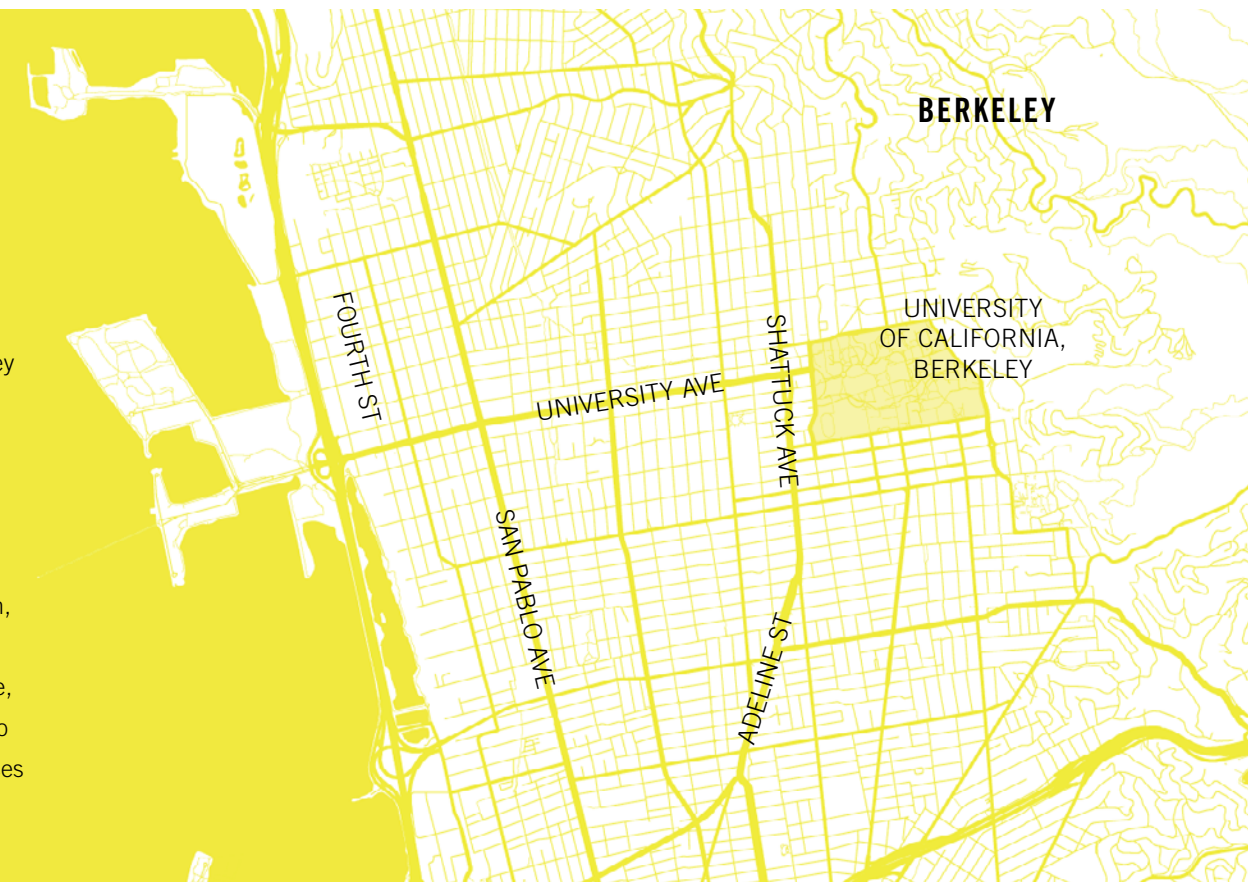 BERKELEY
UNIVERSITY
OF CALIFORNIA,
BERKELEY
FOURTH ST
UNIVERSITY AVE
SHATTUCK AVE
SAN PABLO AVE
ADELINE ST